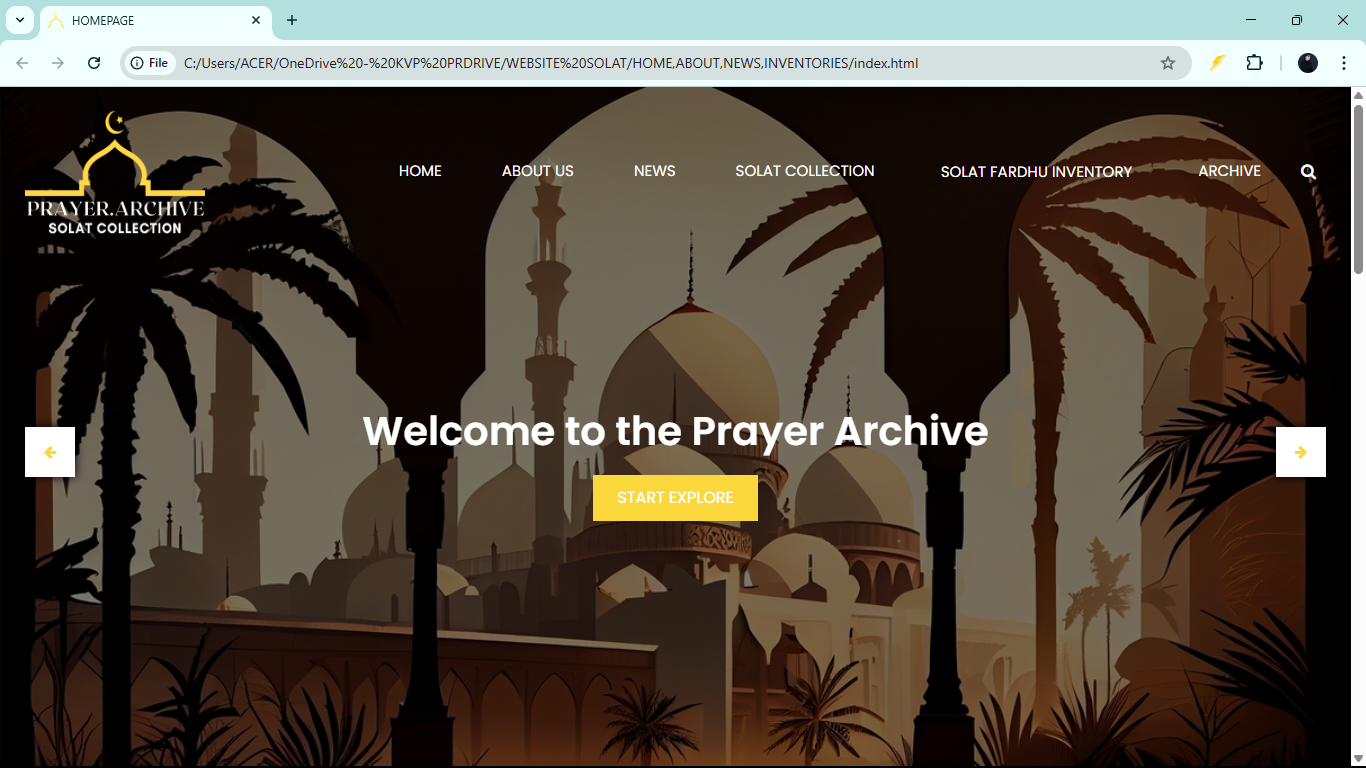 HOMEPAGE
File
C:/Users/ACER/OneDrive%20-%20KVP%20PRDRIVE/WEBSITE%20SOLAT/HOME,ABOUT,NEWS,INVENTORIES/index.html
PRAYER.ARCHIVE
SOLAT COLLECTION
HOME
ABOUT US
NEWS
SOLAT COLLECTION
SOLAT FARDHU INVENTORY
ARCHIVE
Welcome to the Prayer Archive
START EXPLORE